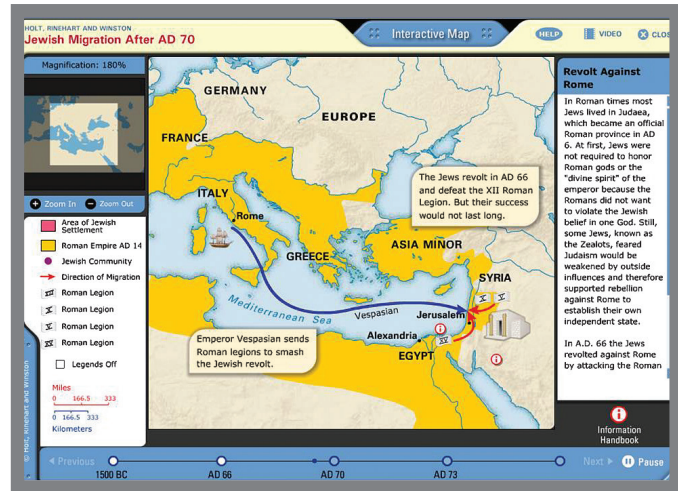 HOLT, RINEHART AND WINSTON
Jewish Migration After AD 70
Interactive Map
HELP
VIDEO
CLOS
Magnification: 180%
Zoom In
Zoom Out
Area of Jewish
Settlement
Roman Empire AD 14
Jewish Community
Direction of Migration
Roman Legion
Roman Legion
Roman Legion
Roman Legion
Legends Off
Miles
0 166.5 333
0 166.5 333
Kilometers
© Holt, Rinehart and Winston
GERMANY
EUROPE
FRANCE
ITALY
Rome
GREECE
ASIA MINOR
SYRIA
Mediterranean Sea
Vespasian
Jerusalem
Alexandria
EGYPT
X
V
XV
The Jews revolt in AD 66
and defeat the XII Roman
Legion. But their success
would not last long.
Emperor Vespasian sends
Roman legions to smash
the Jewish revolt.
Revolt Against
Rome
In Roman times most
Jews lived in Judaea,
which became an official
Roman province in AD
6. At first, Jews were
not required to honor
Roman gods or the
"divine spirit" of the
emperor because the
Romans did not want
to violate the Jewish
belief in one God. Still,
some Jews, known as
the Zealots, feared
Judaism would be
weakened by outside
influences and therefore
supported rebellion
against Rome to
establish their own
independent state.
In A.D. 66 the Jews
revolted against Rome
by attacking the Roman
Information
Handbook
Previous
1500 BC
AD 66
AD 70
AD 73
Next
Pause